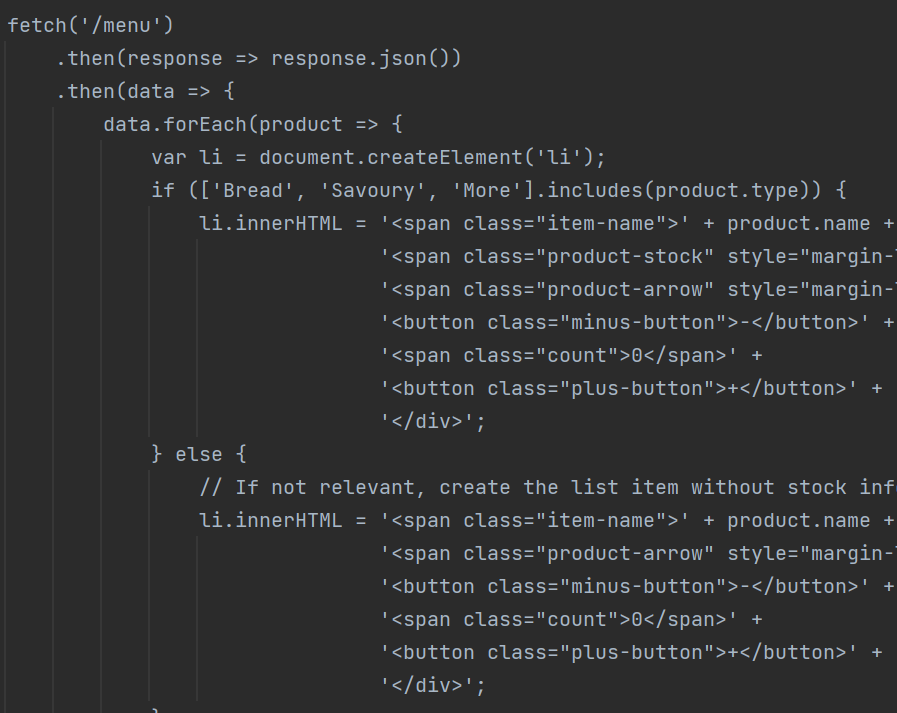 fetch('/menu')
    .then(response => response.json())
    .then(data => {
        data.forEach(product => {
            var li = document.createElement('li');
            if (['Bread', 'Savoury', 'More'].includes(product.type)) {
                li.innerHTML = '<span class="item-name">' + product.name +
                               '<span class="product-stock" style="margin-
                               '<span class="product-arrow" style="margin-
                               '<button class="minus-button">-</button>' +
                               '<span class="count">0</span>' +
                               '<button class="plus-button">+</button>' +
                               '</div>';
            } else {
                // If not relevant, create the list item without stock inf
                li.innerHTML = '<span class="item-name">' + product.name +
                               '<span class="product-arrow" style="margin-
                               '<button class="minus-button">-</button>' +
                               '<span class="count">0</span>' +
                               '<button class="plus-button">+</button>' +
                               '</div>';
            }